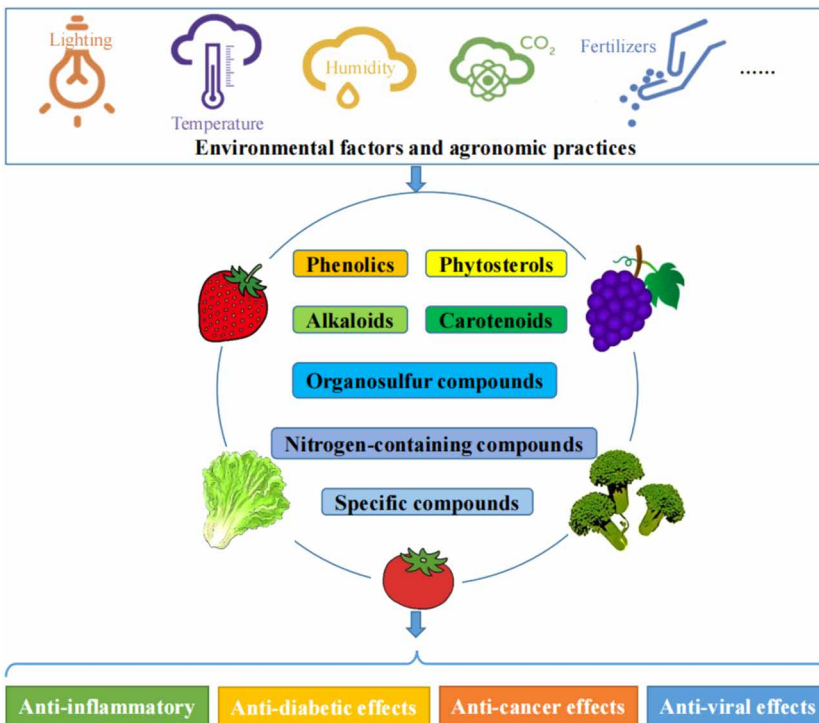 Lighting
Temperature
Humidity
CO₂
Fertilizers
......
Environmental factors and agronomic practices
Phenolics
Phytosterols
Alkaloids
Carotenoids
Organosulfur compounds
Nitrogen-containing compounds
Specific compounds
Anti-inflammatory
Anti-diabetic effects
Anti-cancer effects
Anti-viral effects